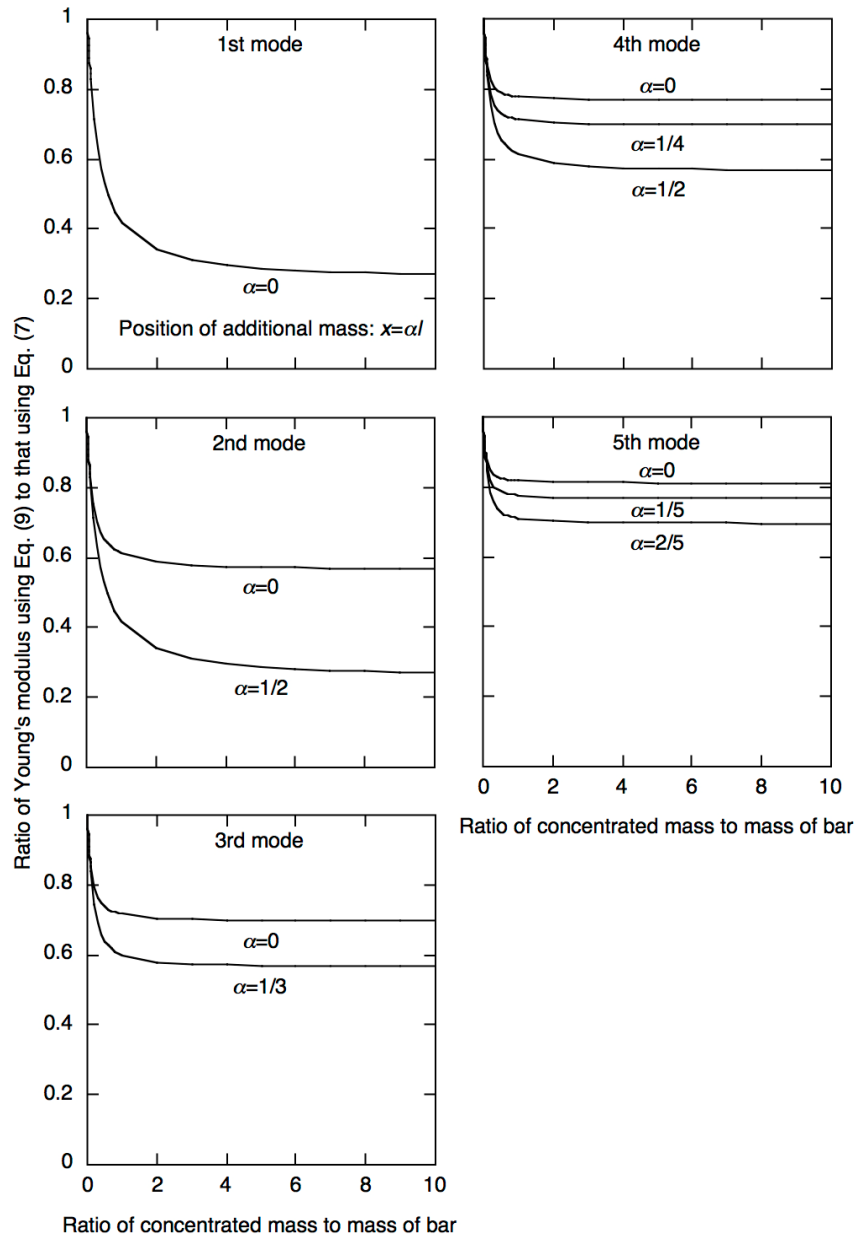 Ratio of Young's modulus using Eq. (9) to that using Eq. (7)
1st mode
1
0.8
0.6
0.4
0.2
0
α=0
Position of additional mass: x=αl
2nd mode
1
0.8
0.6
0.4
0.2
0
α=0
α=1/2
3rd mode
1
0.8
0.6
0.4
0.2
0
α=0
α=1/3
0 2 4 6 8 10
Ratio of concentrated mass to mass of bar
4th mode
α=0
α=1/4
α=1/2
5th mode
α=0
α=1/5
α=2/5
0 2 4 6 8 10
Ratio of concentrated mass to mass of bar